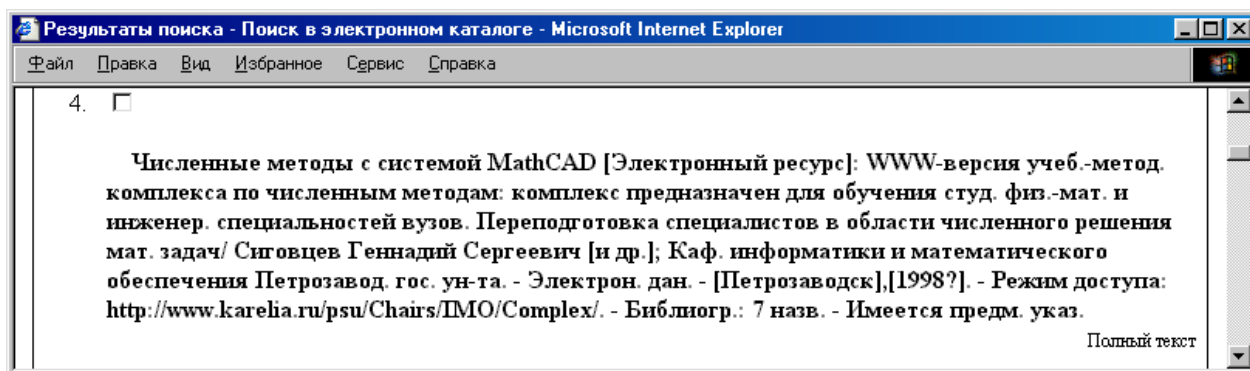 Результаты поиска - Поиск в электронном каталоге - Microsoft Internet Explorer
Файл Правка Вид Избранное Сервис Справка
4.
Численные методы с системой MathCAD [Электронный ресурс]: WWW-версия учеб.-метод.
комплекса по численным методам: комплекс предназначен для обучения студ. физ.-мат. и
инженер. специальностей вузов. Переподготовка специалистов в области численного решения
мат. задач/ Сиговцев Геннадий Сергеевич [и др.]; Каф. информатики и математического
обеспечения Петрозавод. гос. ун-та. - Электрон. дан. - [Петрозаводск],[1998?]. - Режим доступа:
http://www.karelia.ru/psu/Chairs/IMO/Complex/. - Библиогр.: 7 назв. - Имеется предм. указ.
Полный текст